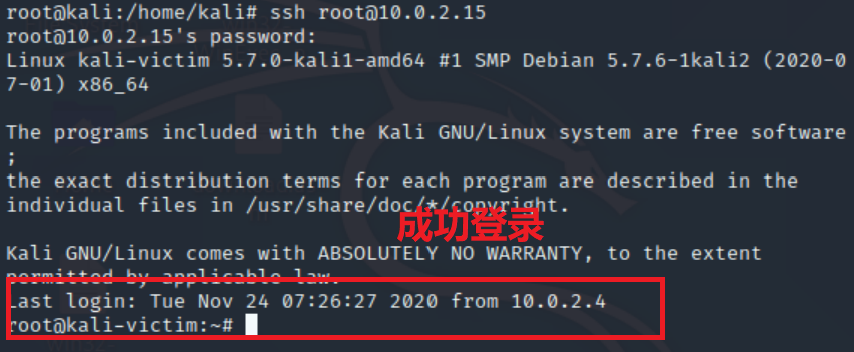 root@kali:/home/kali# ssh root@10.0.2.15
root@10.0.2.15's password:
Linux kali-victim 5.7.0-kali1-amd64 #1 SMP Debian 5.7.6-1kali2 (2020-0
7-01) x86_64
The programs included with the Kali GNU/Linux system are free software
;
the exact distribution terms for each program are described in the
individual files in /usr/share/doc/*/copyright.
成功登录
Kali GNU/Linux comes with ABSOLUTELY NO WARRANTY, to the extent
permitted by applicable law.
Last login: Tue Nov 24 07:26:27 2020 from 10.0.2.4
root@kali-victim:~#